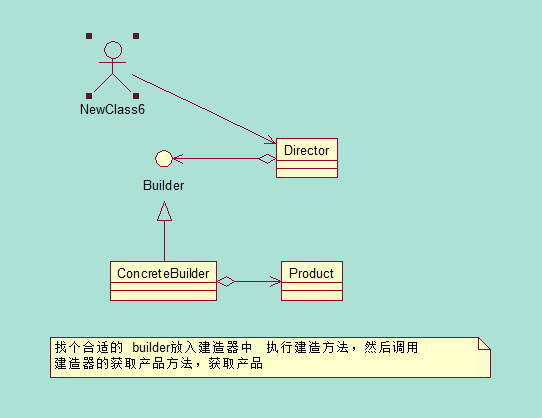 NewClass6
Director
Builder
ConcreteBuilder
Product
找个合适的 builder放入建造器中 执行建造方法，然后调用
建造器的获取产品方法，获取产品